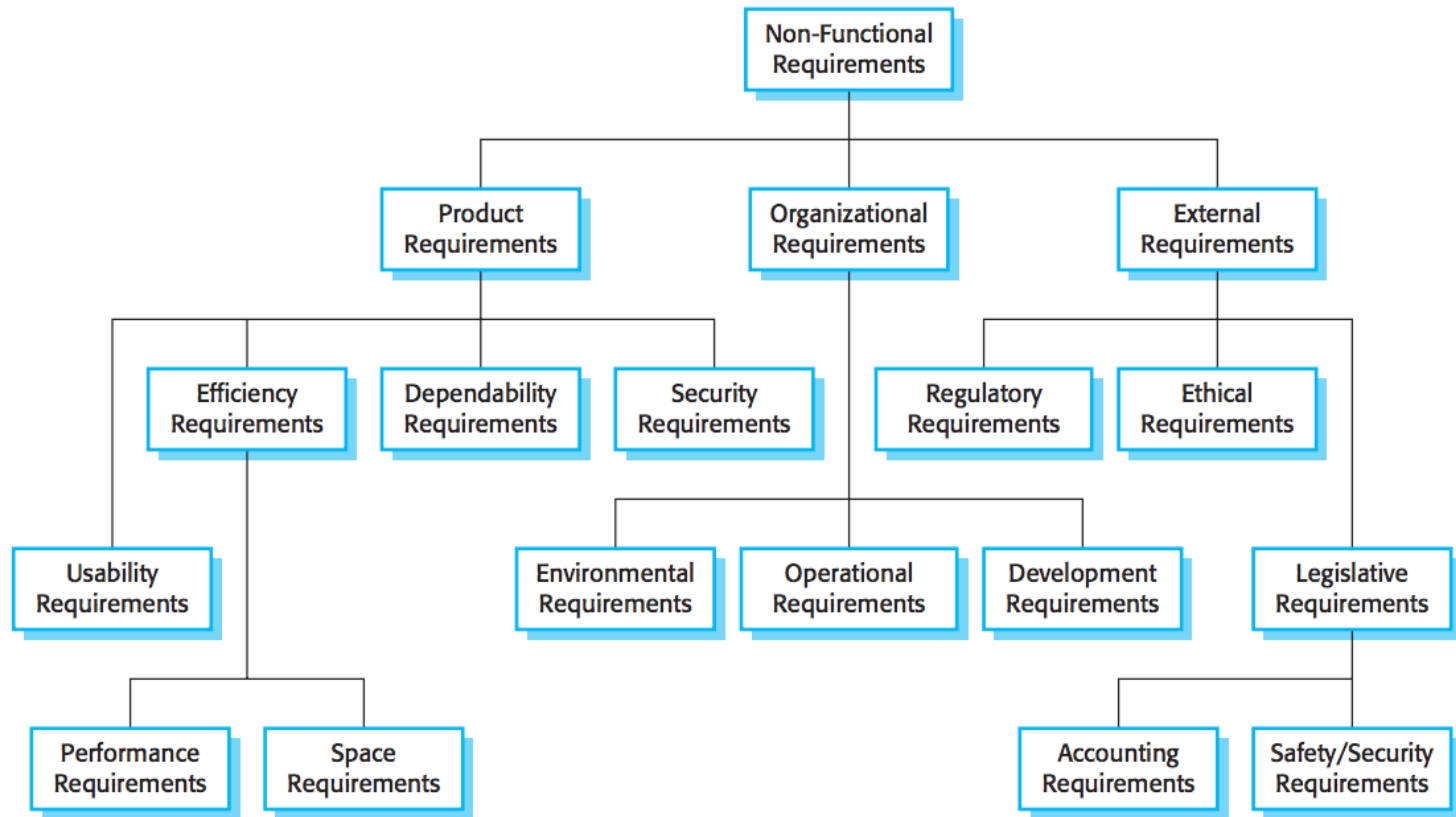 Non-Functional
Requirements
Product
Requirements
Organizational
Requirements
External
Requirements
Efficiency
Requirements
Dependability
Requirements
Security
Requirements
Regulatory
Requirements
Ethical
Requirements
Usability
Requirements
Environmental
Requirements
Operational
Requirements
Development
Requirements
Legislative
Requirements
Performance
Requirements
Space
Requirements
Accounting
Requirements
Safety/Security
Requirements